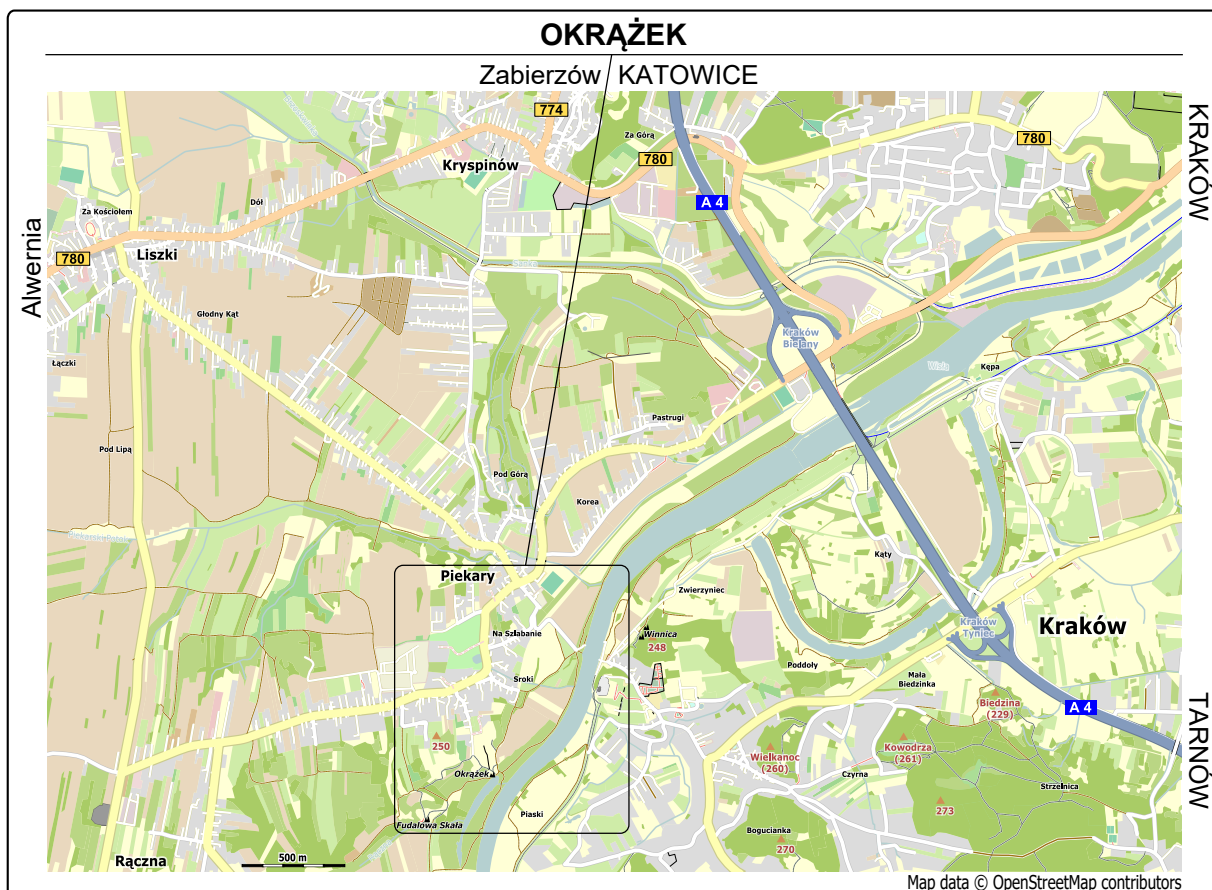 OKRĄŻEK
Zabierzów KATOWICE
KRAKÓW
Alwernia
TARNÓW
774
Za Górą
780
Kryspinów
780
A 4
Dół
Za Kościołem
780
Liszki
Głodny Kąt
Kraków
Bielany
Wisła
Kępa
Łączki
Pastrugi
Pod Lipą
Pod Górą
Korea
Piekarski Potok
Kąty
Piekary
Zwierzyniec
Na Szlabanie
Winnica
248
Kraków
Tyniec
Kraków
Poddoły
Mała
Biedzinka
Sroki
Biedzina
(229)
A 4
250
Wielkanoc
(260)
Kowodrza
(261)
Okrążek
Czyrna
Strzelnica
273
Piaski
Fudalowa Skała
Bogucianka
270
Rączna
500 m
Map data © OpenStreetMap contributors